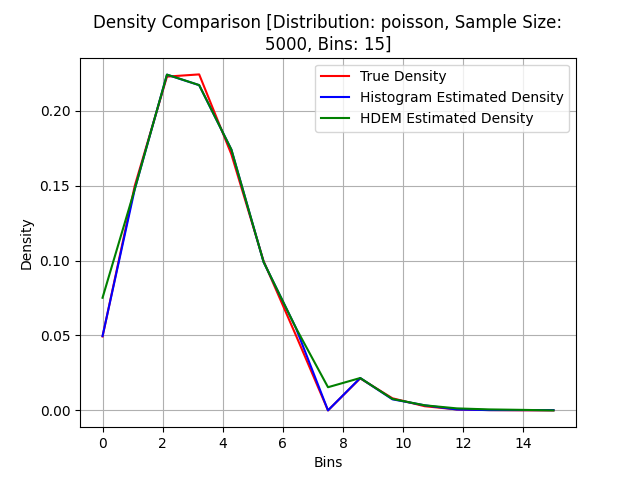 Density Comparison [Distribution: poisson, Sample Size:
5000, Bins: 15]
True Density
Histogram Estimated Density
HDEM Estimated Density
Density
0.20
0.15
0.10
0.05
0.00
0 2 4 6 8 10 12 14
Bins